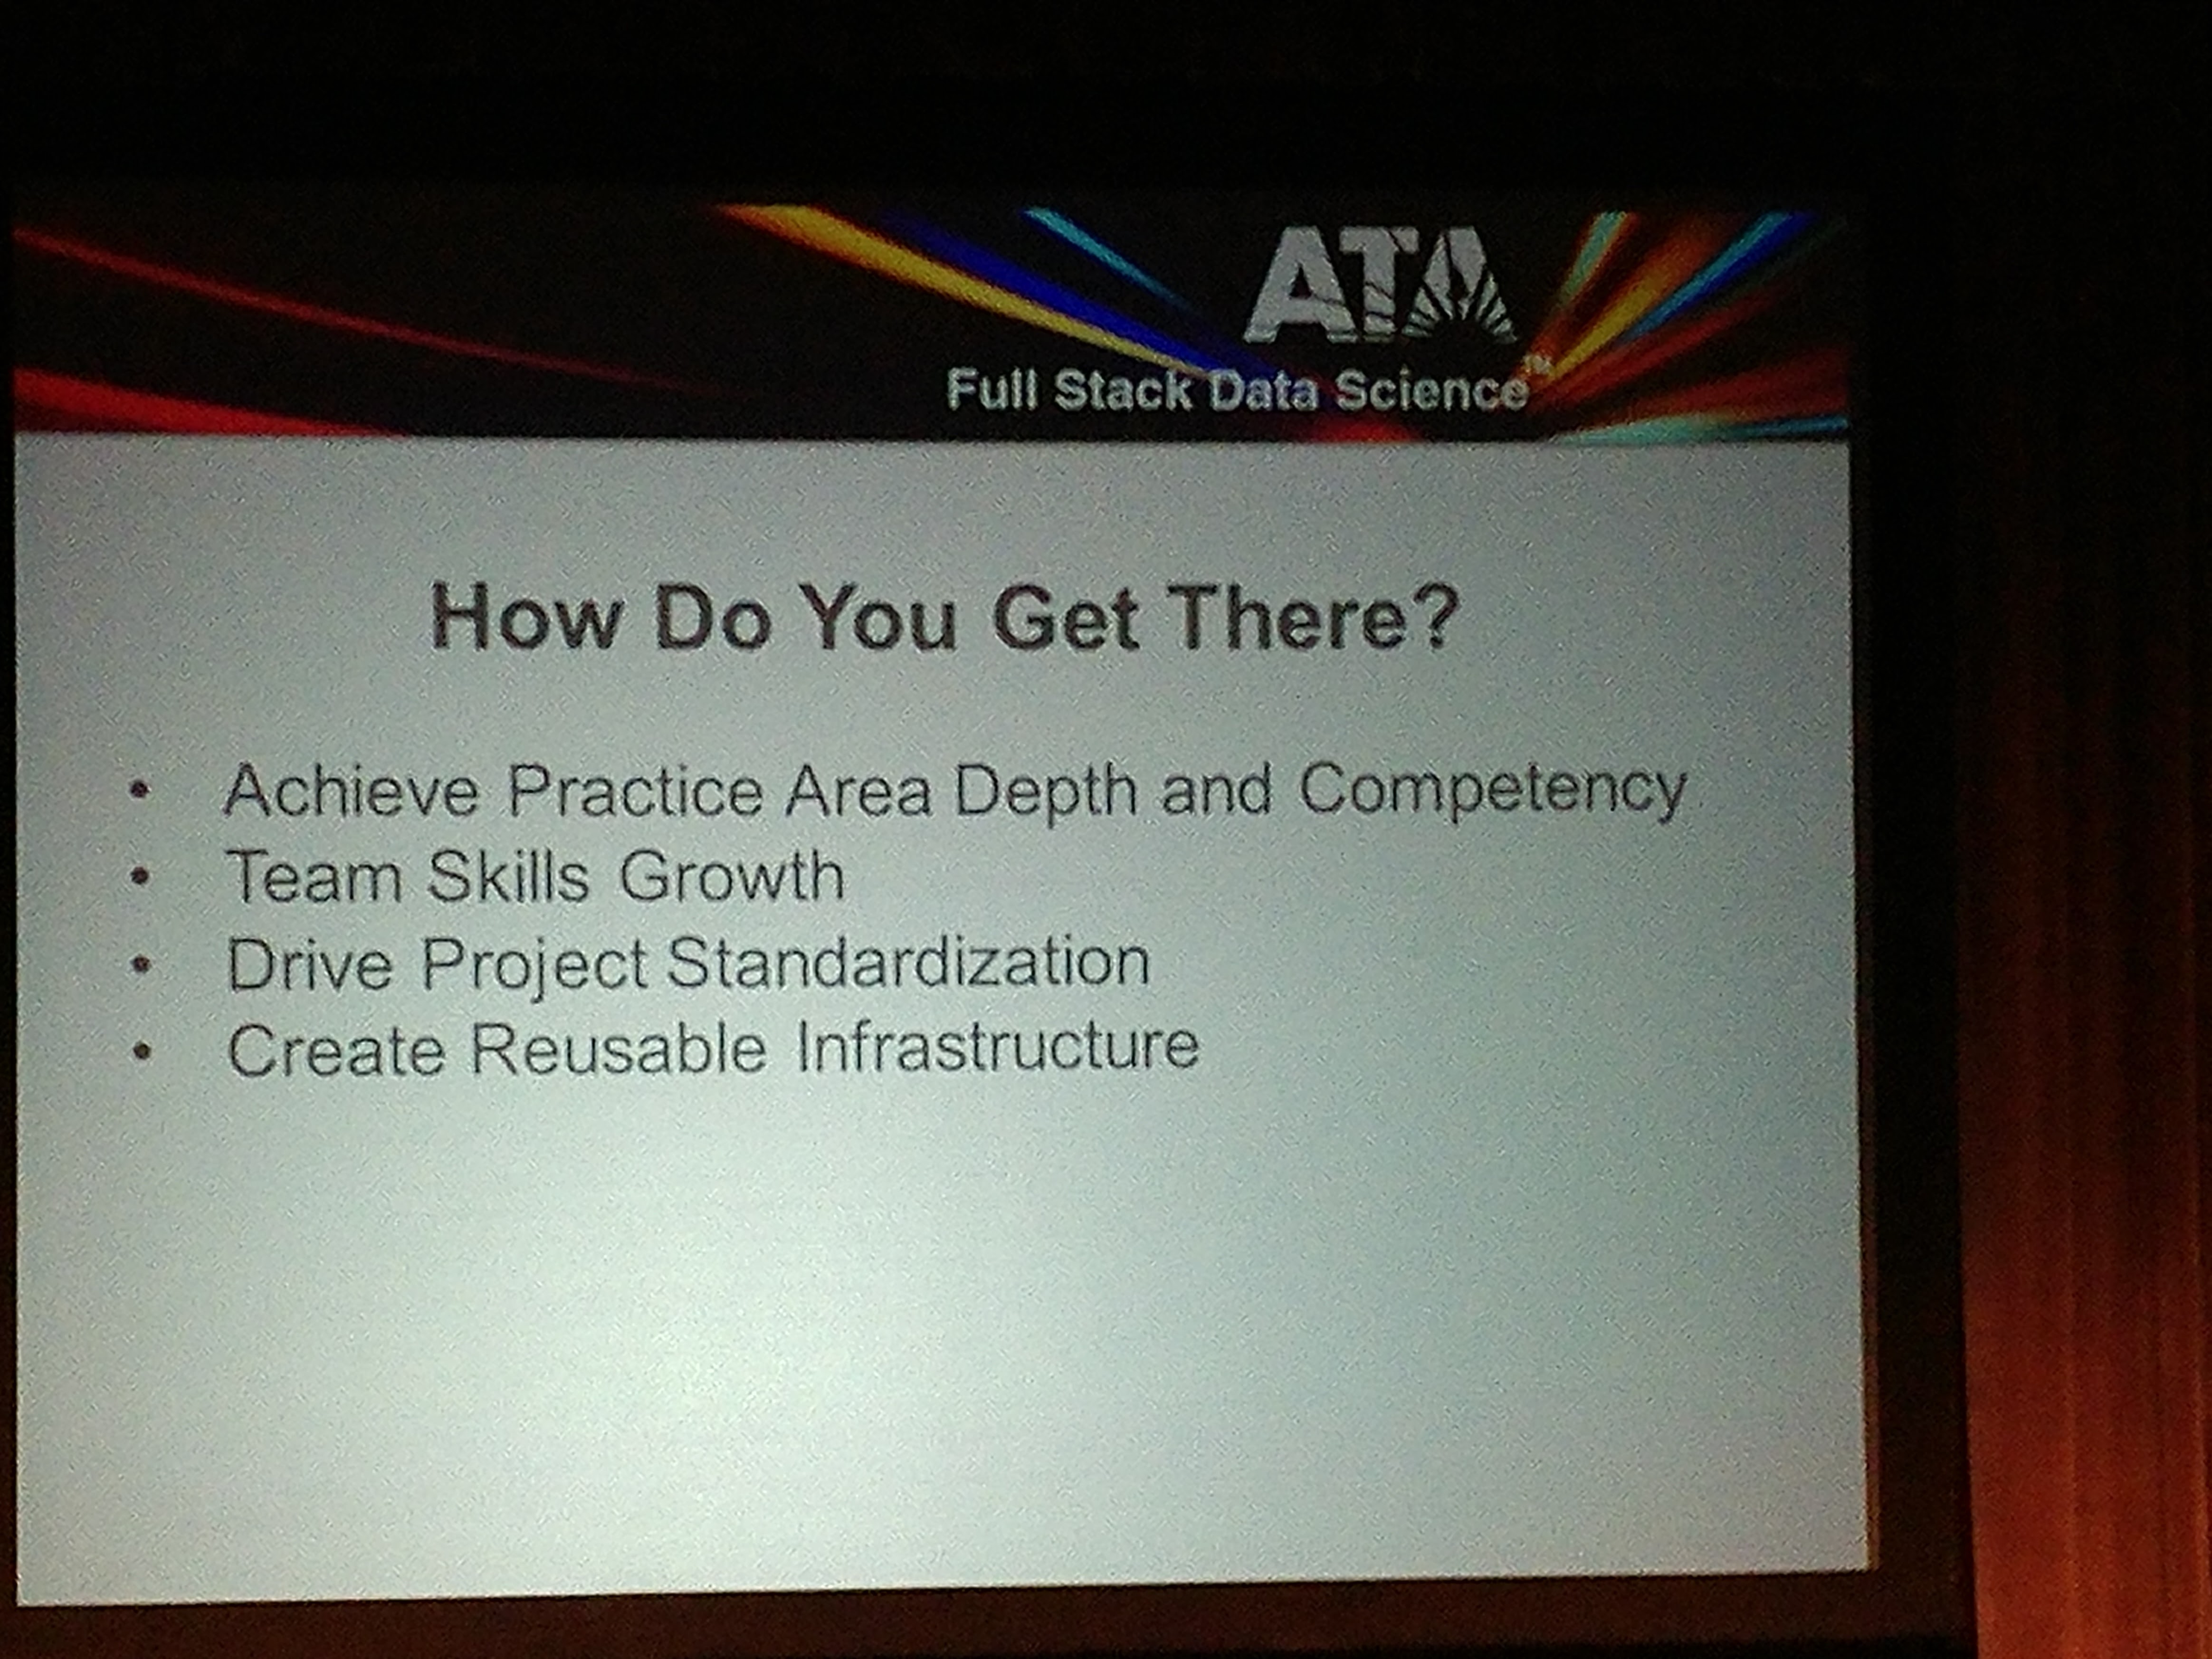 ATA
Full Stack Data Science™
How Do You Get There?
• Achieve Practice Area Depth and Competency
• Team Skills Growth
• Drive Project Standardization
• Create Reusable Infrastructure